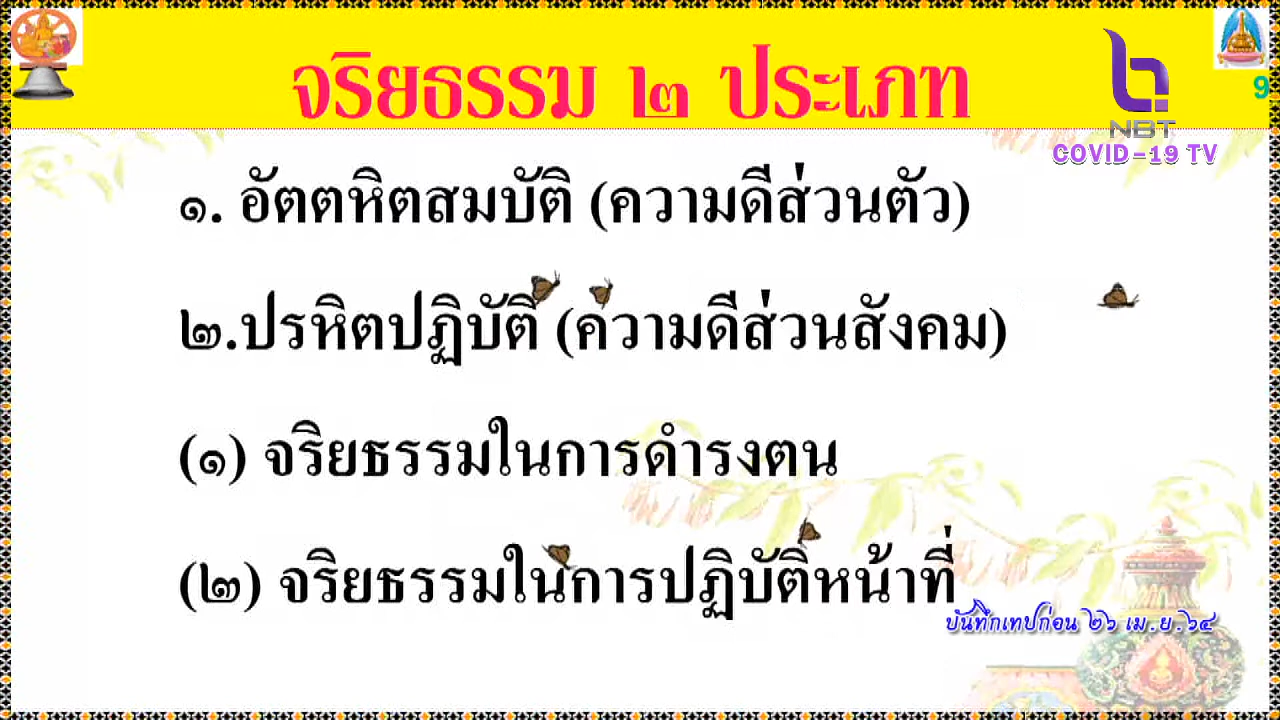 จริยธรรม ๒ ประเภท
9
NBT
COVID-19 TV
๑. อัตตหิตสมบัติ (ความดีส่วนตัว)
๒.ปรหิตปฏิบัติ (ความดีส่วนสังคม)
(๑) จริยธรรมในการดำรงตน
(๒) จริยธรรมในการปฏิบัติหน้าที่
บันทึกเทปก่อน ๒๖ เม.ย.๖๔